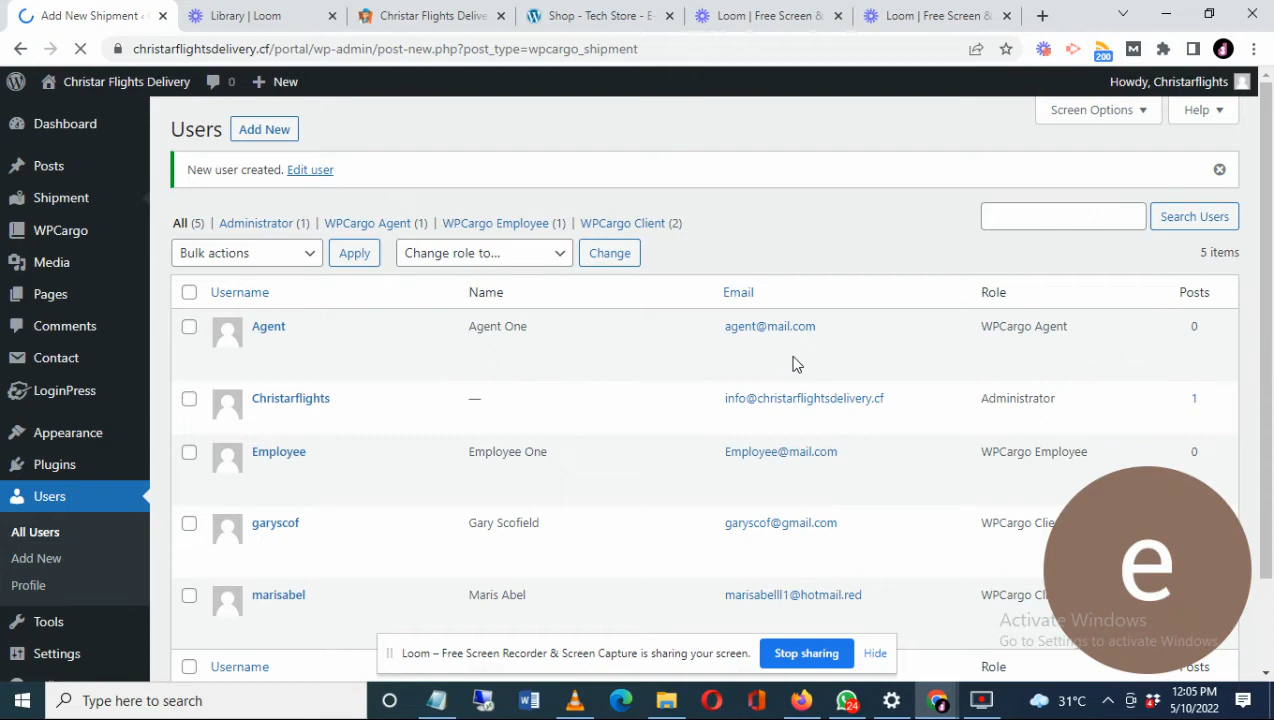 Add New Shipment
Library | Loom
Christar Flights Delive
Shop - Tech Store - E-
Loom | Free Screen &
Loom | Free Screen &
christarflightsdelivery.cf/portal/wp-admin/post-new.php?post_type=wpcargo_shipment
200
M
Christar Flights Delivery 0 New Howdy, Christarflights
Screen Options Help
Dashboard
Posts
Shipment
WPCargo
Media
Pages
Comments
Contact
LoginPress
Appearance
Plugins
Users
All Users
Add New
Profile
Tools
Settings
Users Add New
New user created. Edit user
All (5) | Administrator (1) | WPCargo Agent (1) | WPCargo Employee (1) | WPCargo Client (2)
Search Users
Bulk actions Apply Change role to... Change 5 items
Username Name Email Role Posts
Agent Agent One agent@mail.com WPCargo Agent 0
Christarflights — info@christarflightsdelivery.cf Administrator 1
Employee Employee One Employee@mail.com WPCargo Employee 0
garyscof Gary Scofield garyscof@gmail.com WPCargo Clie
marisabel Maris Abel marisabelll1@hotmail.red WPCargo Cl
e
Activate Windows
Go to Settings to activate Windows.
Loom – Free Screen Recorder & Screen Capture is sharing your screen. Stop sharing Hide
Username Posts
Type here to search
24
31°C
12:05 PM
5/10/2022